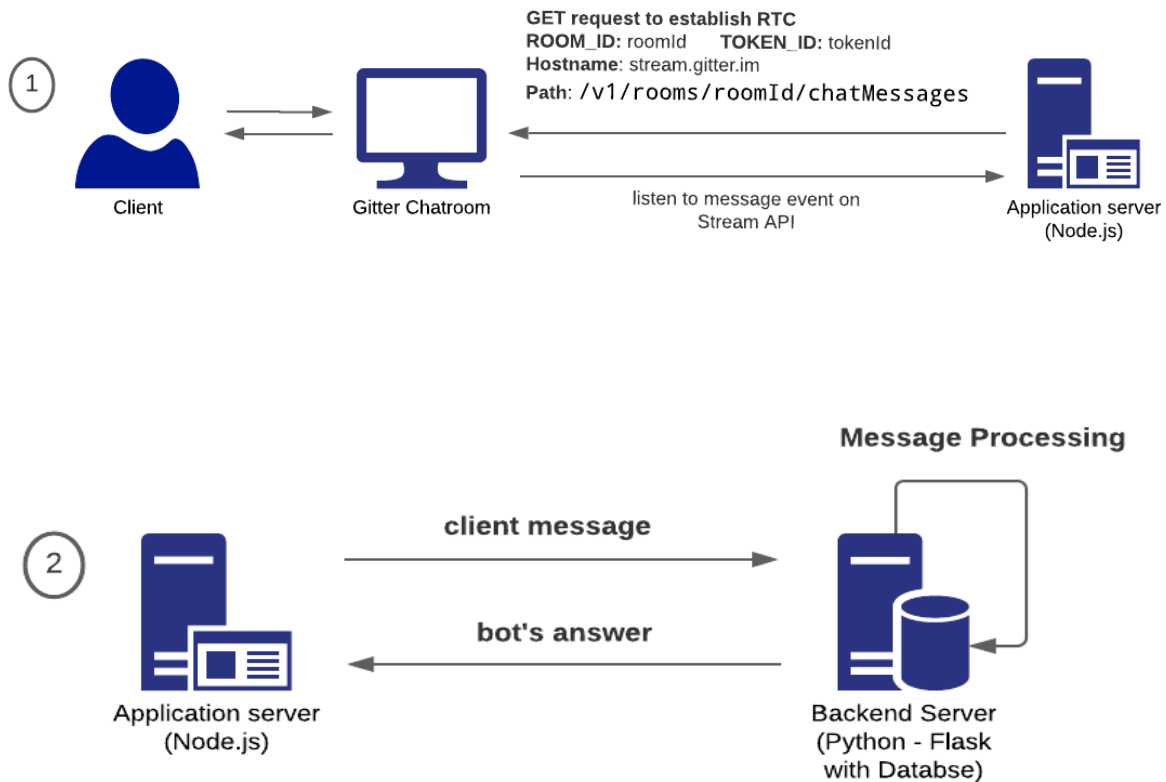 GET request to establish RTC
ROOM_ID: roomId TOKEN_ID: tokenId
Hostname: stream.gitter.im
Path: /v1/rooms/roomId/chatMessages
1
Client
Gitter Chatroom
listen to message event on
Stream API
Application server
(Node.js)
Message Processing
2
client message
bot's answer
Application server
(Node.js)
Backend Server
(Python - Flask
with Databse)